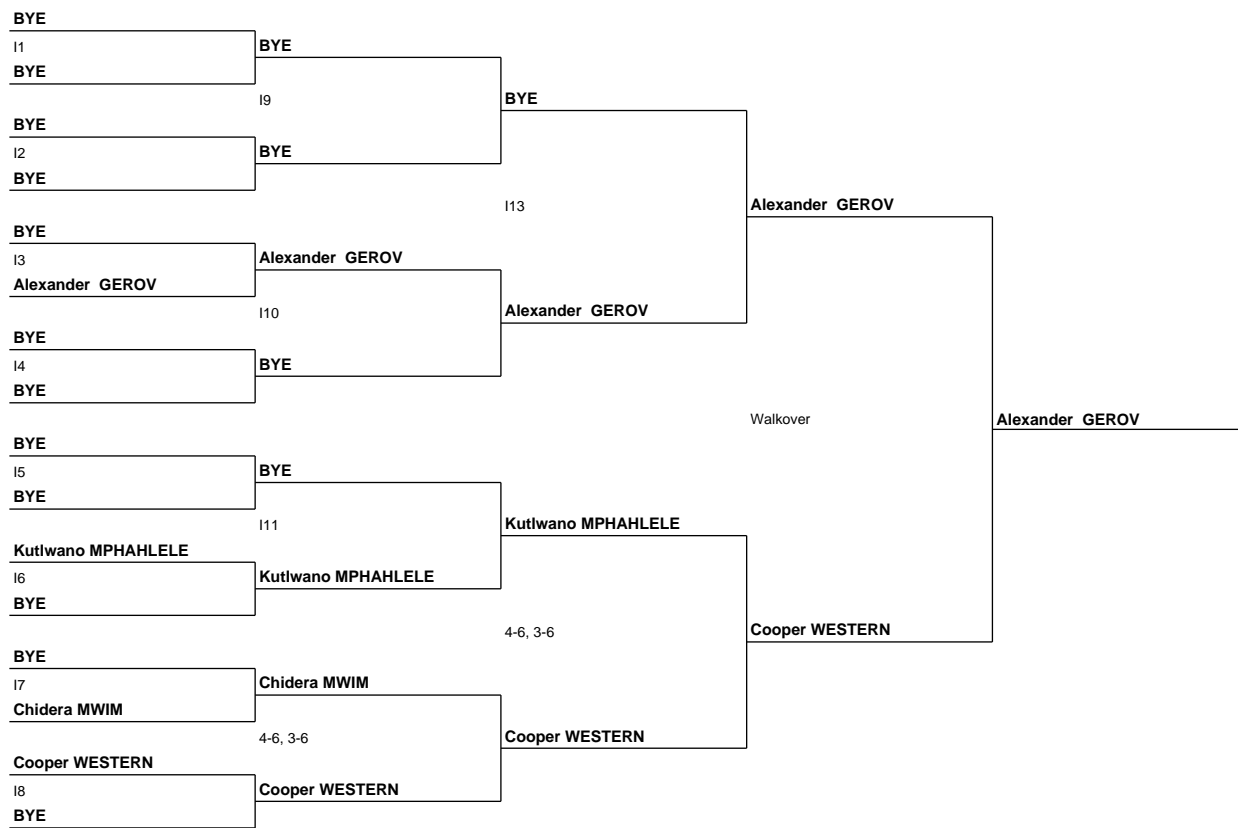 BYE
I1
BYE
BYE
I9
BYE
BYE
I2
BYE
BYE
I13
Alexander GEROV
BYE
I3
Alexander GEROV
Alexander GEROV
I10
Alexander GEROV
BYE
I4
BYE
BYE
Walkover
Alexander GEROV
BYE
I5
BYE
BYE
I11
Kutlwano MPHAHLELE
Kutlwano MPHAHLELE
I6
Kutlwano MPHAHLELE
BYE
4-6, 3-6
Cooper WESTERN
BYE
I7
Chidera MWIM
Chidera MWIM
4-6, 3-6
Cooper WESTERN
Cooper WESTERN
I8
Cooper WESTERN
BYE